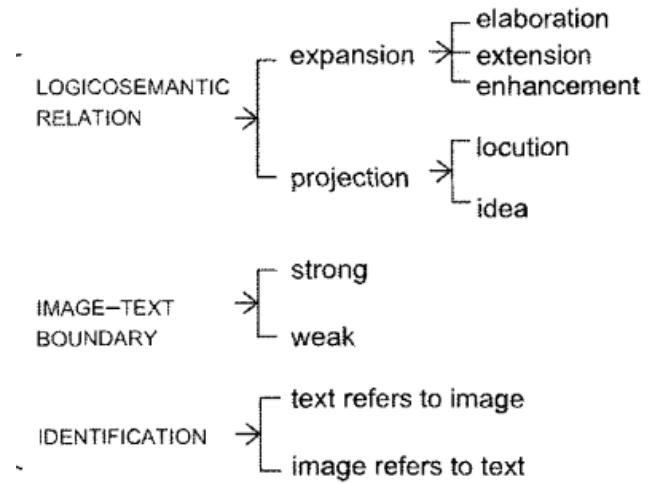 elaboration
expansion
extension
enhancement
LOGICOSEMANTIC
RELATION
locution
projection
idea
strong
IMAGE–TEXT
BOUNDARY
weak
text refers to image
IDENTIFICATION
image refers to text